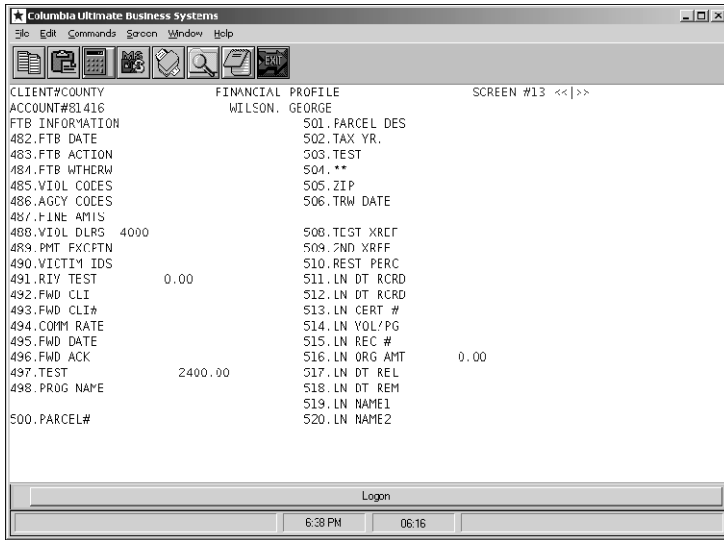 Columbia Ultimate Business Systems
File Edit Commands Screen Window Help
MS DOS EXIT
CLIENT#COUNTY FINANCIAL PROFILE SCREEN #13 <<|>>
ACCOUNT#81416 WILSON, GEORGE
FTB INFORMATION 501.PARCEL DES
482.FTB DATE 502.TAX YR.
483.FTB ACTION 503.TEST
484.FTB WTHDRW 504.**
485.VIOL CODES 505.ZIP
486.AGCY CODES 506.TRW DATE
487.FINE AMTS
488.VIOL DLRS 4000 508.TEST XREF
489.PMT EXCPTN 509.2ND XREF
490.VICTIM IDS 510.REST PERC
491.RIV TEST 0.00 511.LN DT RCRD
492.FWD CLI 512.LN DT RCRD
493.FWD CLI# 513.LN CERT #
494.COMM RATE 514.LN VOL/PG
495.FWD DATE 515.LN REC #
496.FWD ACK 516.LN ORG AMT 0.00
497.TEST 2400.00 517.LN DT REL
498.PROG NAME 518.LN DT REM
519.LN NAME1
500.PARCEL# 520.LN NAME2
Logon
6:38 PM 06:16